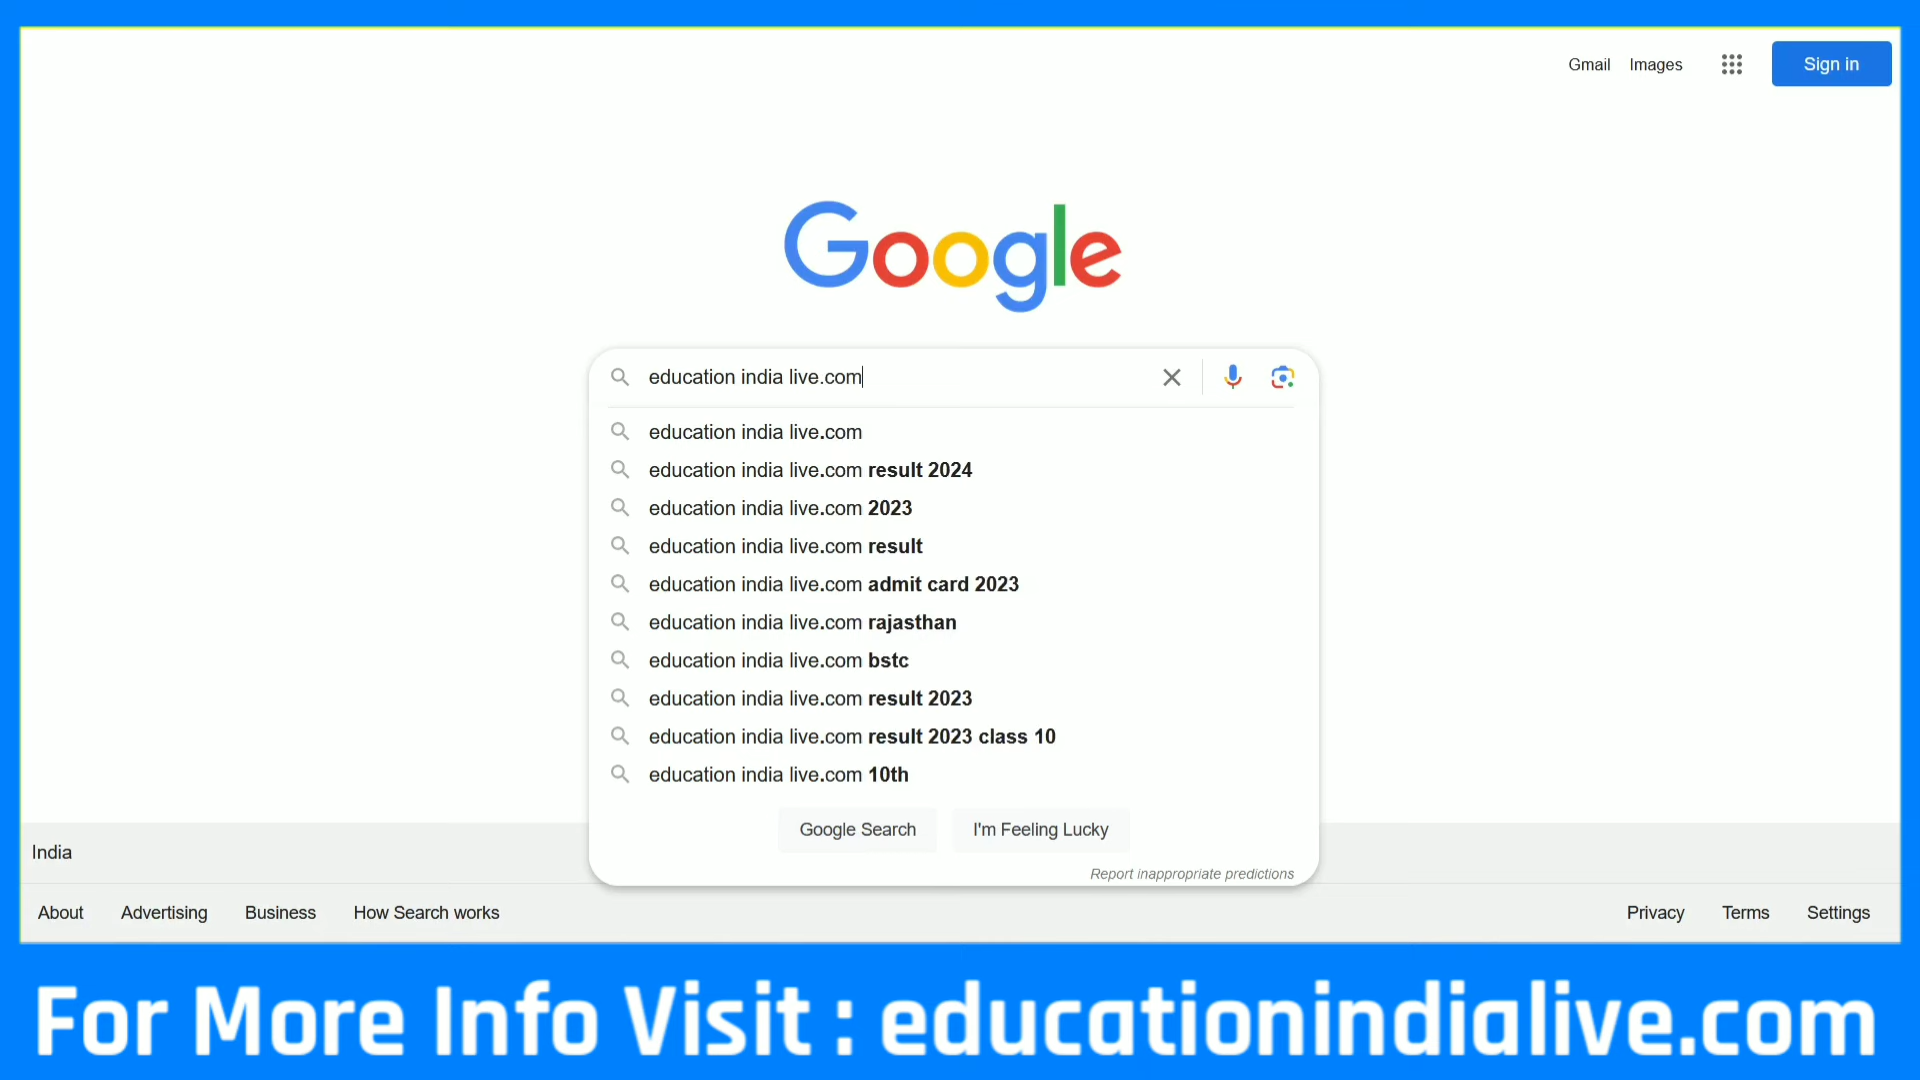 Gmail Images Sign in
Google
education india live.com
education india live.com
education india live.com result 2024
education india live.com 2023
education india live.com result
education india live.com admit card 2023
education india live.com rajasthan
education india live.com bstc
education india live.com result 2023
education india live.com result 2023 class 10
education india live.com 10th
Google Search I'm Feeling Lucky
India
Report inappropriate predictions
About Advertising Business How Search works Privacy Terms Settings
For More Info Visit : educationindialive.com